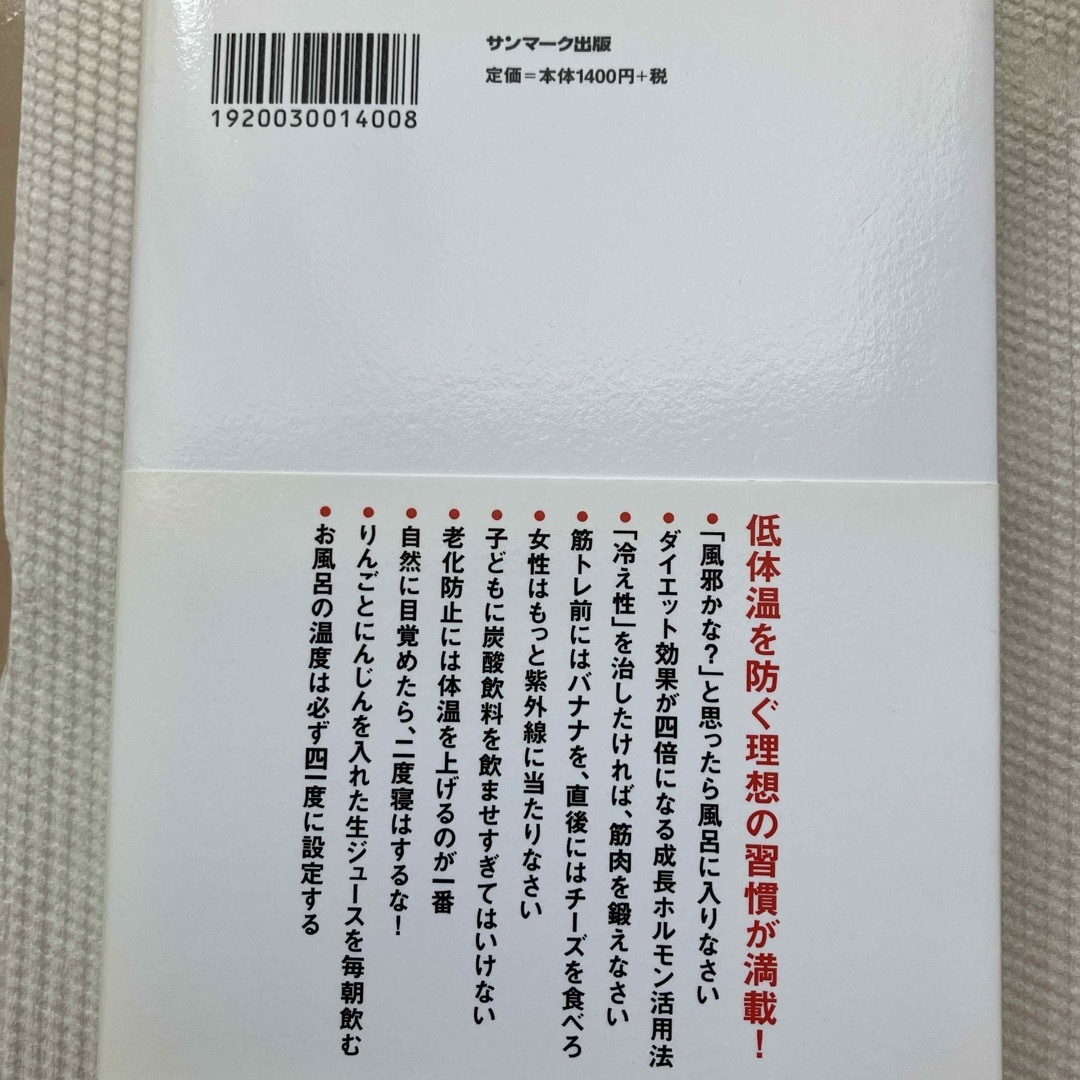 サンマーク出版
定価=本体1400円+税
1920030014008
低体温を防ぐ理想の習慣が満載！
●「風邪かな？」と思ったら風呂に入りなさい
●ダイエット効果が四倍になる成長ホルモン活用法
●「冷え性」を治したければ、筋肉を鍛えなさい
●筋トレ前にはバナナを、直後にはチーズを食べろ
●女性はもっと紫外線に当たりなさい
●子どもに炭酸飲料を飲ませすぎてはいけない
●老化防止には体温を上げるのが一番
●自然に目覚めたら、二度寝はするな！
●りんごとにんじんを入れた生ジュースを毎朝飲む
●お風呂の温度は必ず四一度に設定する